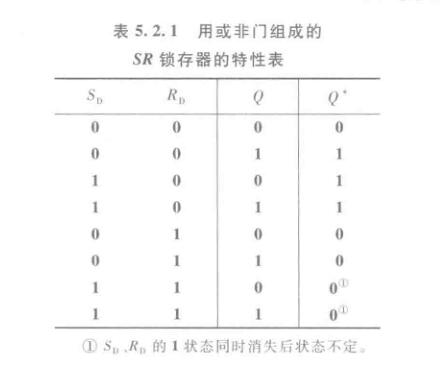 表 5.2.1 用或非门组成的
SR 锁存器的特性表
S_D R_D Q Q*
0 0 0 0
0 0 1 1
1 0 0 1
1 0 1 1
0 1 0 0
0 1 1 0
1 1 0 0①
1 1 1 0①
① S_D、R_D 的 1 状态同时消失后状态不定。